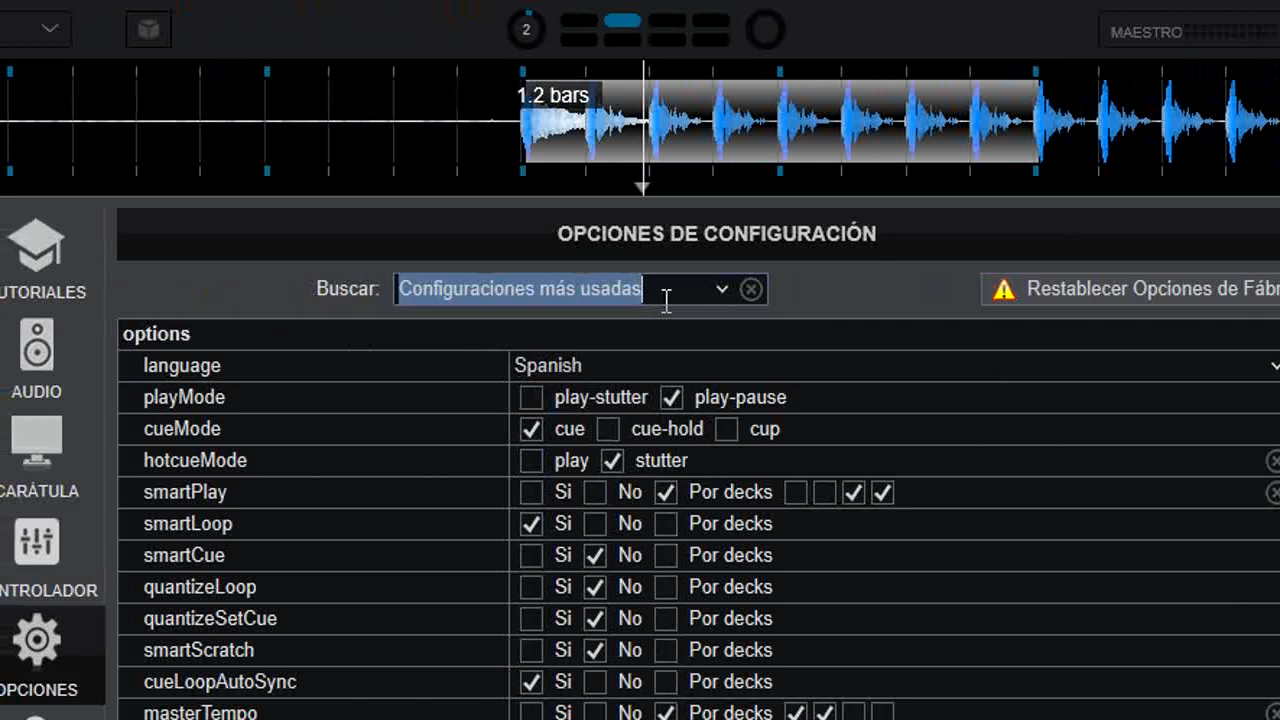 2
MAESTRO
1.2 bars
OPCIONES DE CONFIGURACIÓN
UTORIALES
Buscar: Configuraciones más usadas
Restablecer Opciones de Fábr
options
language Spanish
AUDIO
playMode play-stutter play-pause
cueMode cue cue-hold cup
hotcueMode play stutter
CARÁTULA
smartPlay Si No Por decks
smartLoop Si No Por decks
smartCue Si No Por decks
NTROLADOR
quantizeLoop Si No Por decks
quantizeSetCue Si No Por decks
smartScratch Si No Por decks
OPCIONES
cueLoopAutoSync Si No Por decks
masterTempo Si No Por decks